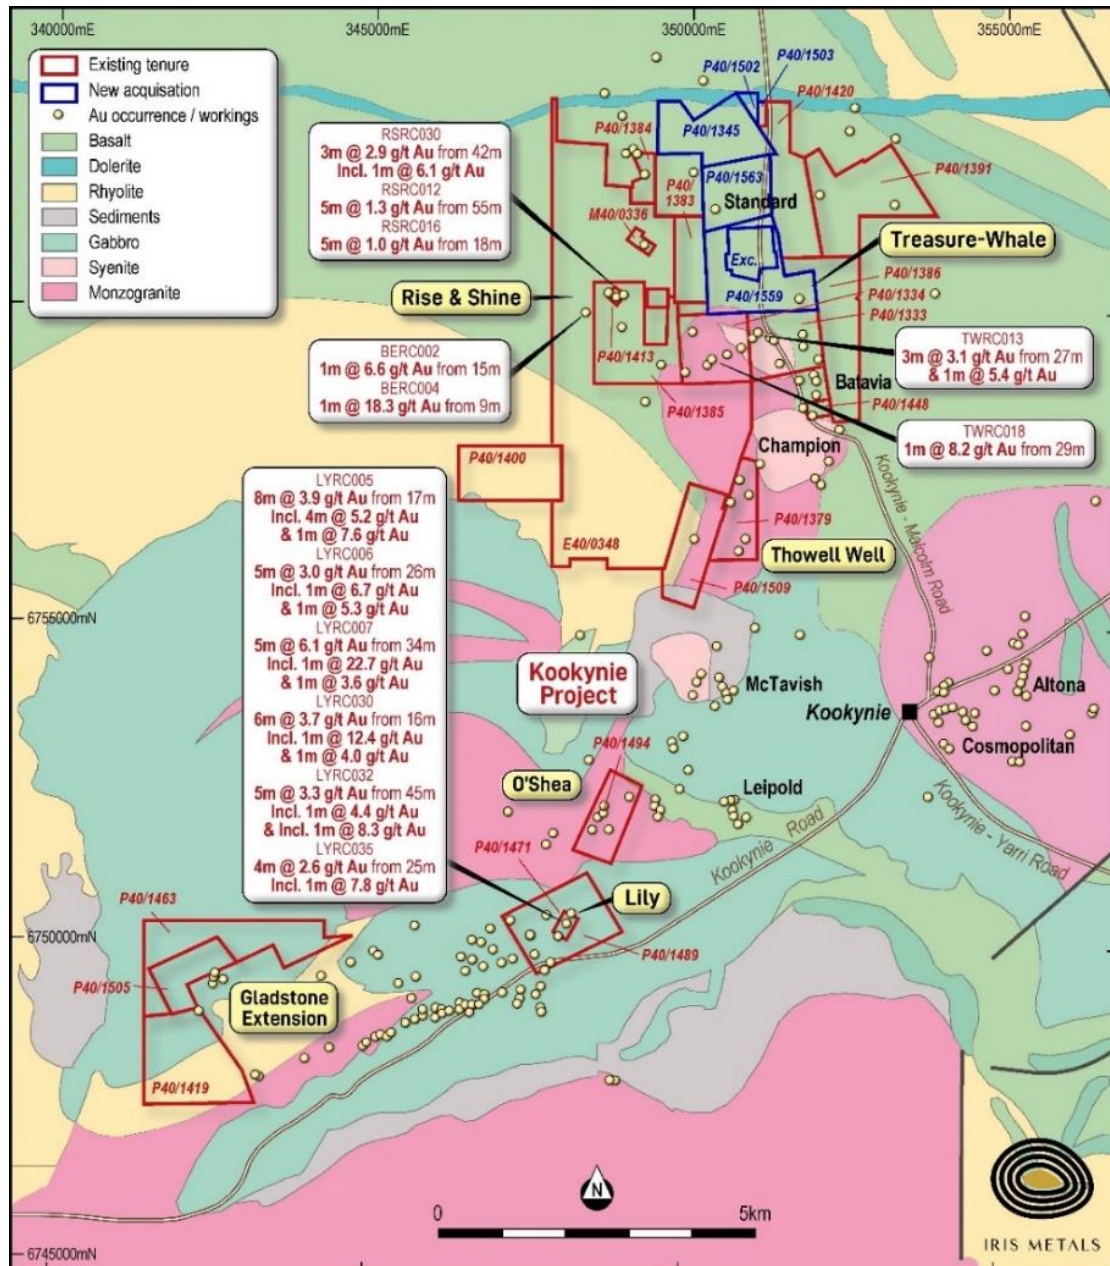 340000mE
345000mE
350000mE
355000mE
Existing tenure
New acquisation
Au occurrence / workings
Basalt
Dolerite
Rhyolite
Sediments
Gabbro
Syenite
Monzogranite
RSRC030
3m @ 2.9 g/t Au from 42m
Incl. 1m @ 6.1 g/t Au
RSRC012
5m @ 1.3 g/t Au from 55m
RSRC016
5m @ 1.0 g/t Au from 18m
P40/1502
P40/1503
P40/1420
P40/1384
P40/1345
P40/1391
P40/
1383
P40/1563
Standard
M40/0336
Treasure-Whale
Exc.
P40/1386
P40/1559
P40/1334
P40/1333
Rise & Shine
P40/1413
BERC002
1m @ 6.6 g/t Au from 15m
BERC004
1m @ 18.3 g/t Au from 9m
TWRC013
3m @ 3.1 g/t Au from 27m
& 1m @ 5.4 g/t Au
Batavia
P40/1385
P40/1448
TWRC018
1m @ 8.2 g/t Au from 29m
Champion
P40/1400
LYRC005
8m @ 3.9 g/t Au from 17m
Incl. 4m @ 5.2 g/t Au
& 1m @ 7.6 g/t Au
LYRC006
5m @ 3.0 g/t Au from 26m
Incl. 1m @ 6.7 g/t Au
& 1m @ 5.3 g/t Au
LYRC007
5m @ 6.1 g/t Au from 34m
Incl. 1m @ 22.7 g/t Au
& 1m @ 3.6 g/t Au
LYRC030
6m @ 3.7 g/t Au from 16m
Incl. 1m @ 12.4 g/t Au
& 1m @ 4.0 g/t Au
LYRC032
5m @ 3.3 g/t Au from 45m
Incl. 1m @ 4.4 g/t Au
& Incl. 1m @ 8.3 g/t Au
LYRC035
4m @ 2.6 g/t Au from 25m
Incl. 1m @ 7.8 g/t Au
E40/0348
P40/1379
Thowell Well
P40/1509
Kookynie - Malcolm Road
6755000mN
Kookynie
Project
McTavish
Altona
Kookynie
Cosmopolitan
P40/1494
O'Shea
Leipold
Kookynie Road
Kookynie - Yarri Road
P40/1471
Lily
P40/1463
6750000mN
P40/1489
P40/1505
Gladstone
Extension
P40/1419
N
0
5km
IRIS METALS
6745000mN